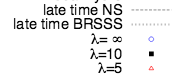 late time NS
late time BRSSS
λ= ∞
λ=10
λ=5